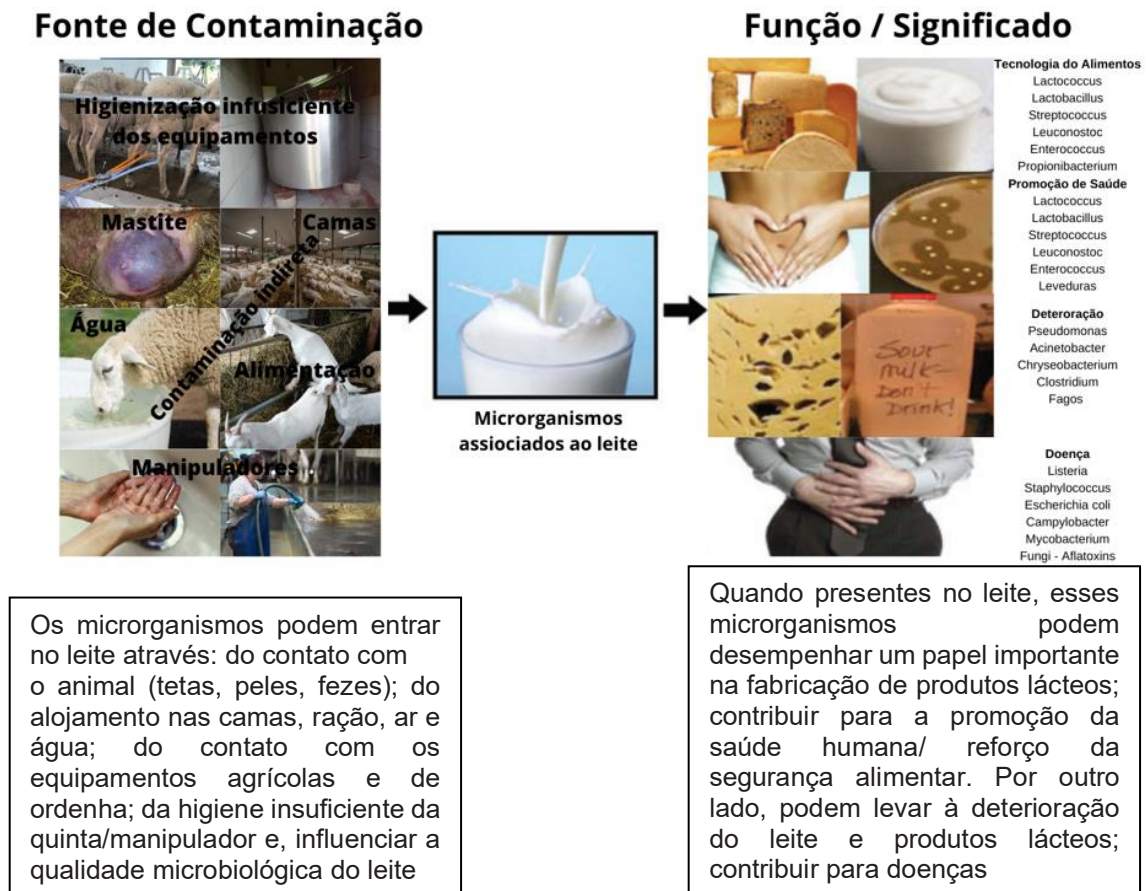 Fonte de Contaminação
Higienização infusiciente
dos equipamentos
Mastite
Camas
Contaminação indireta
Água
Alimentação
Manipuladores
Microrganismos
assiociados ao leite
Função / Significado
Tecnologia do Alimentos
Lactococcus
Lactobacillus
Streptococcus
Leuconostoc
Enterococcus
Propionibacterium
Promoção de Saúde
Lactococcus
Lactobacillus
Streptococcus
Leuconostoc
Enterococcus
Leveduras
Sour
milk-
Don't
Drink!
Deteroração
Pseudomonas
Acinetobacter
Chryseobacterium
Clostridium
Fagos
Doença
Listeria
Staphylococcus
Escherichia coli
Campylobacter
Mycobacterium
Fungi - Aflatoxins
Os microrganismos podem entrar
no leite através: do contato com
o animal (tetas, peles, fezes); do
alojamento nas camas, ração, ar e
água; do contato com os
equipamentos agrícolas e de
ordenha; da higiene insuficiente da
quinta/manipulador e, influenciar a
qualidade microbiológica do leite
Quando presentes no leite, esses
microrganismos podem
desempenhar um papel importante
na fabricação de produtos lácteos;
contribuir para a promoção da
saúde humana/ reforço da
segurança alimentar. Por outro
lado, podem levar à deterioração
do leite e produtos lácteos;
contribuir para doenças